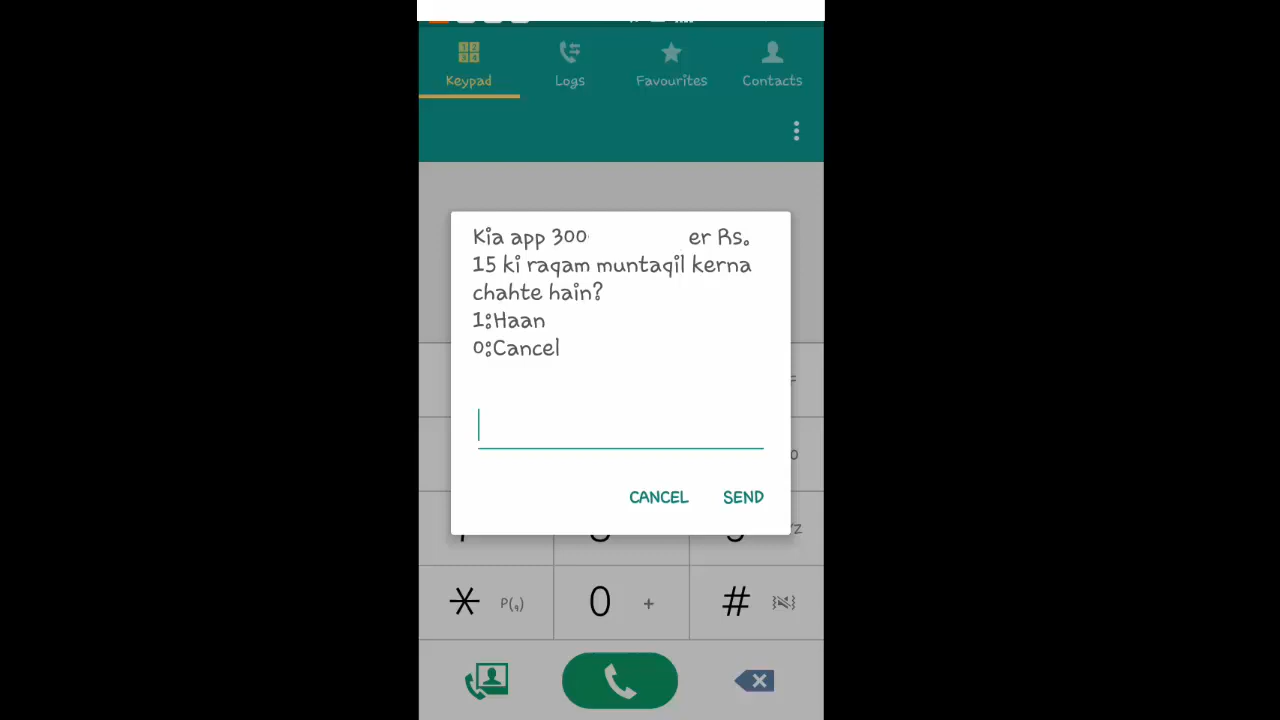 Keypad
Logs
Favourites
Contacts
Kia app 300 er Rs.
15 ki raqam muntaqil kerna
chahte hain?
1:Haan
0:Cancel
CANCEL SEND
* P(,) 0 + #